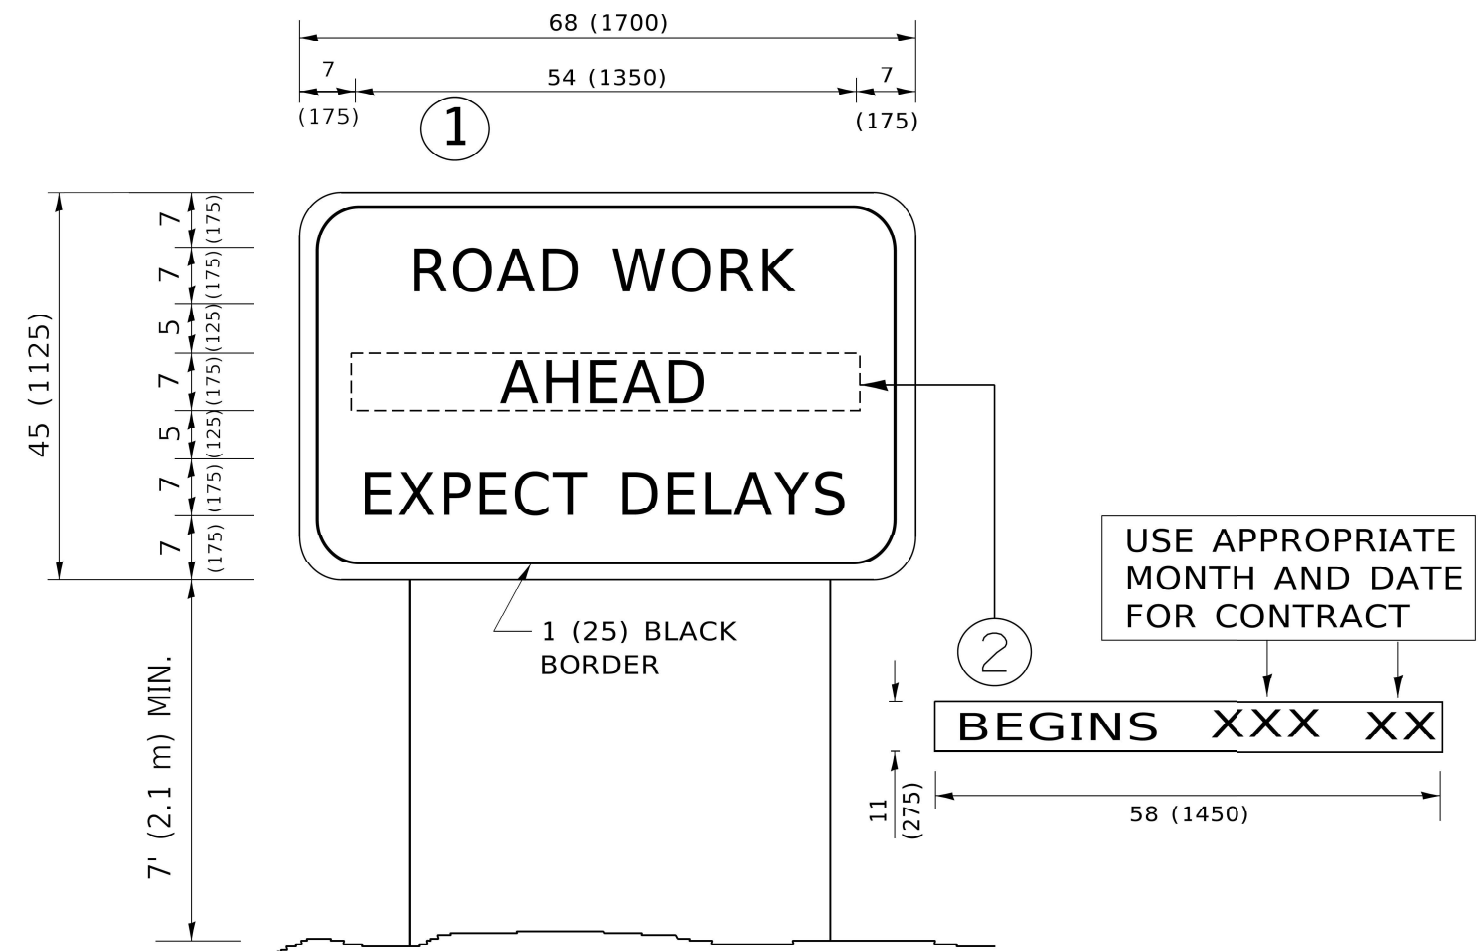 68 (1700)
7
54 (1350)
7
(175)
(175)
1
45 (1125)
7 (175)
7 (175)
5 (125)
7 (175)
5 (125)
7 (175)
7 (175)
ROAD WORK
AHEAD
EXPECT DELAYS
1 (25) BLACK
BORDER
7' (2.1 m) MIN.
2
USE APPROPRIATE
MONTH AND DATE
FOR CONTRACT
BEGINS XXX XX
11
(275)
58 (1450)